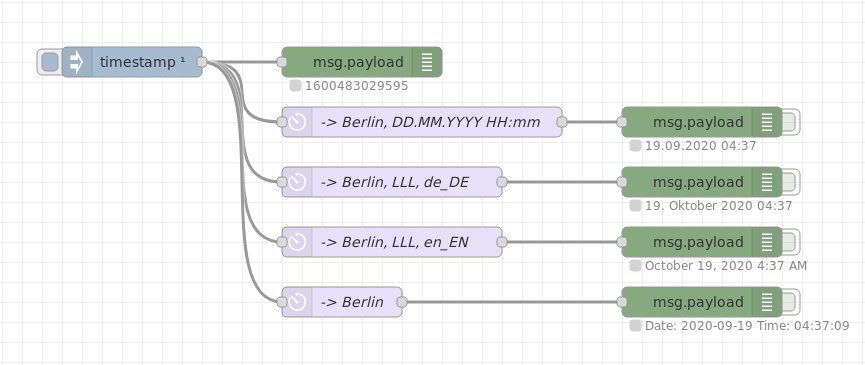 timestamp ¹
msg.payload
1600483029595
-> Berlin, DD.MM.YYYY HH:mm
msg.payload
19.09.2020 04:37
-> Berlin, LLL, de_DE
msg.payload
19. Oktober 2020 04:37
-> Berlin, LLL, en_EN
msg.payload
October 19, 2020 4:37 AM
-> Berlin
msg.payload
Date: 2020-09-19 Time: 04:37:09